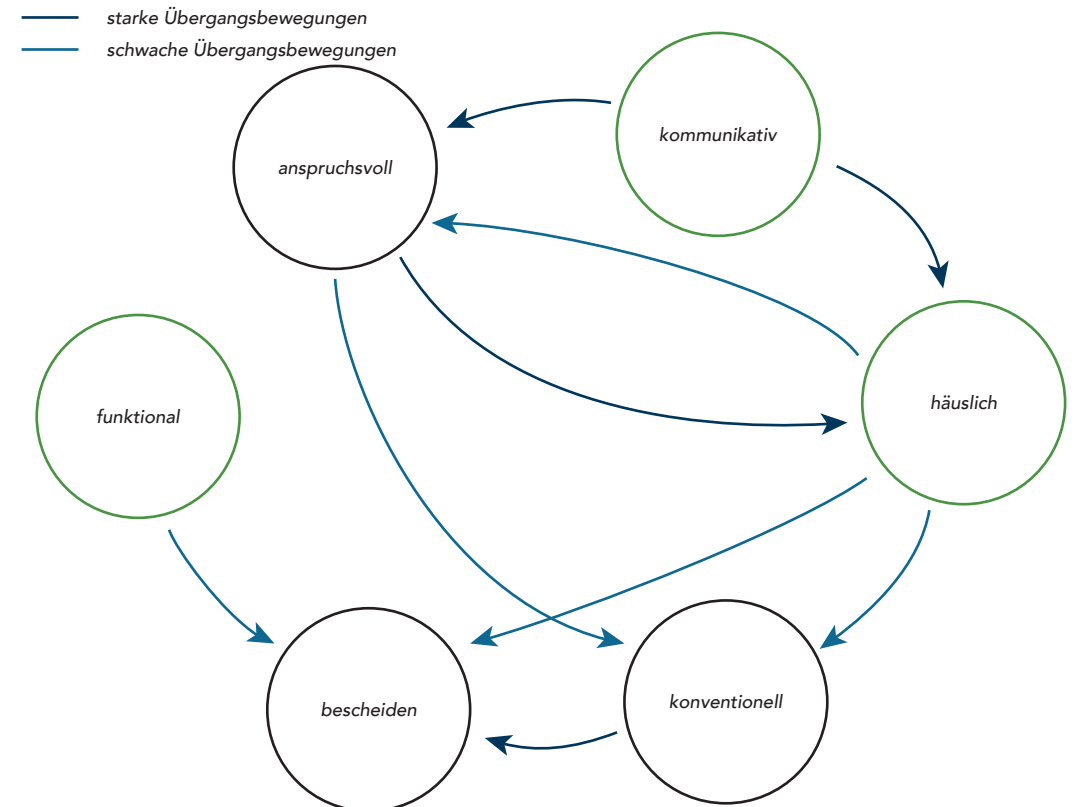 starke Übergangsbewegungen
schwache Übergangsbewegungen
kommunikativ
anspruchsvoll
häuslich
funktional
konventionell
bescheiden